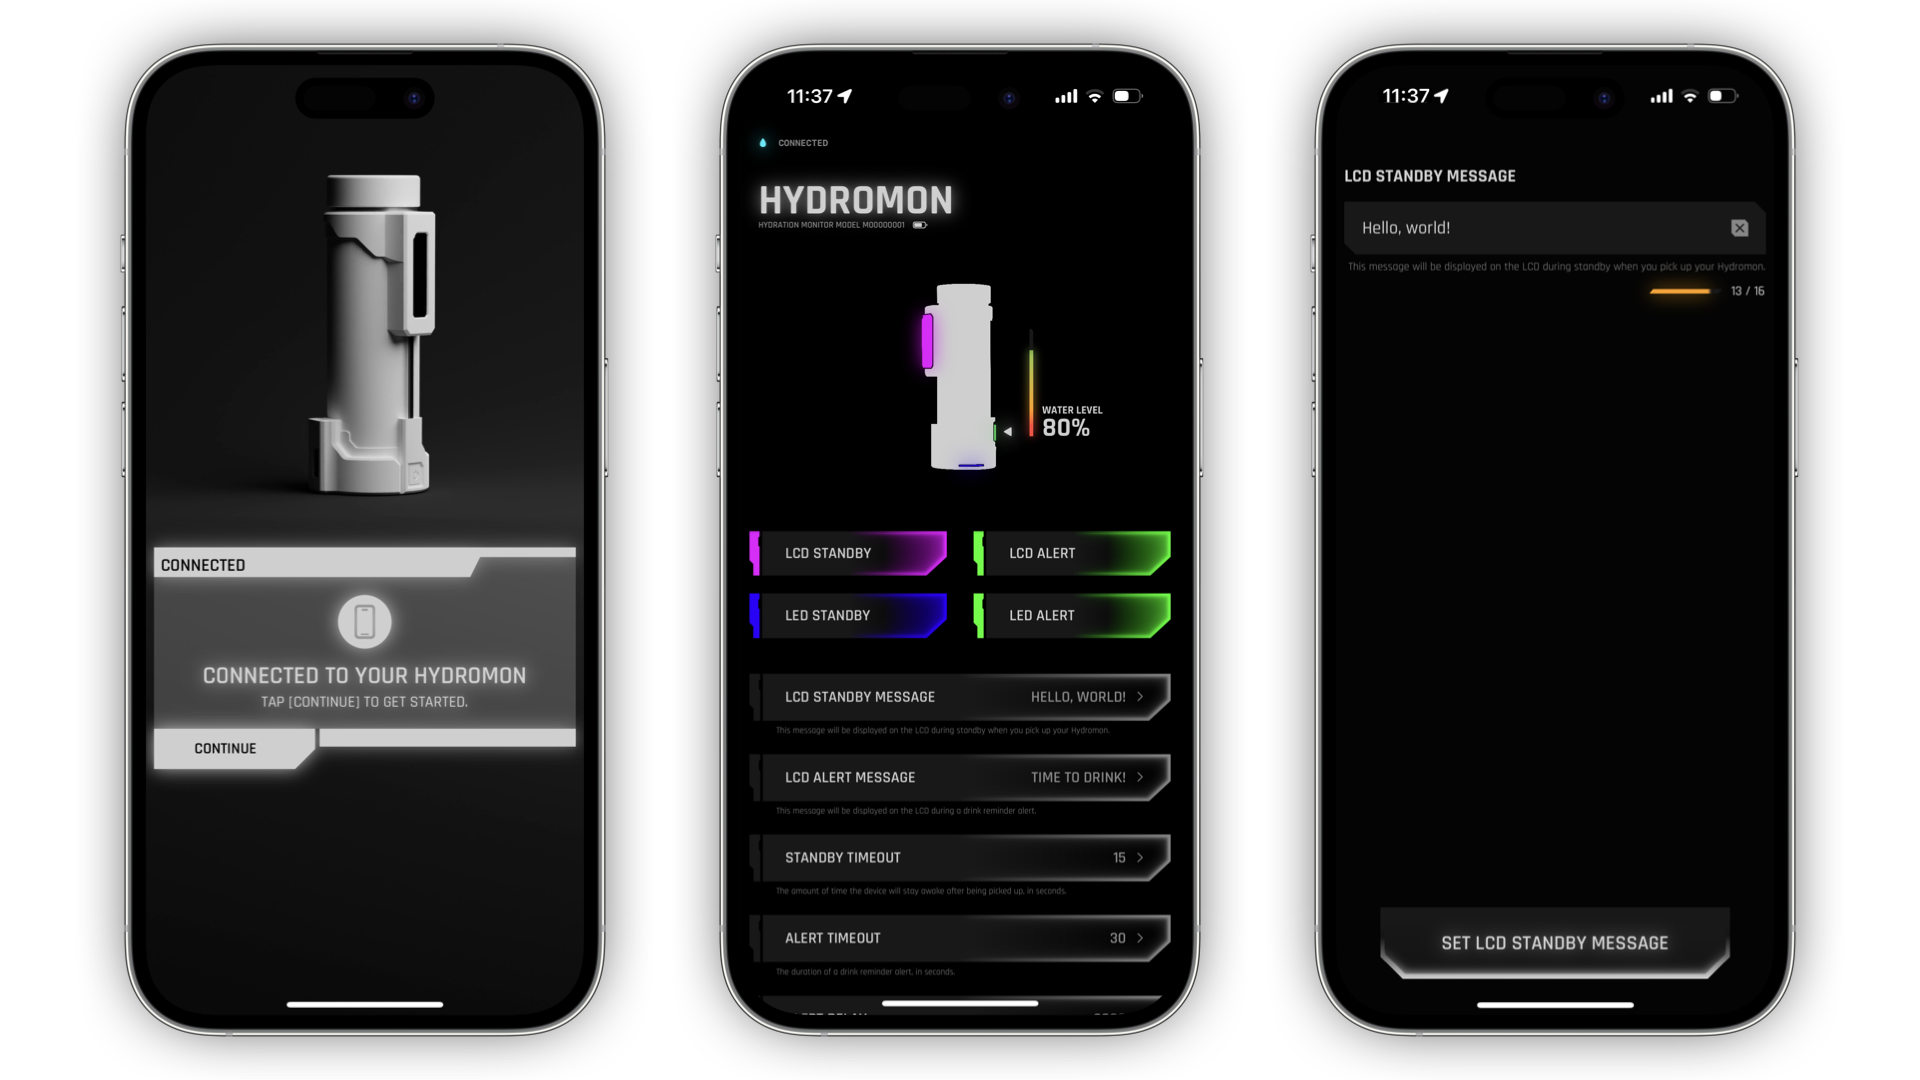 CONNECTED
CONNECTED TO YOUR HYDROMON
TAP [CONTINUE] TO GET STARTED.
CONTINUE
11:37
CONNECTED
HYDROMON
HYDRATION MONITOR MODEL M00000001
WATER LEVEL
80%
LCD STANDBY
LCD ALERT
LED STANDBY
LED ALERT
LCD STANDBY MESSAGE
HELLO, WORLD!
This message will be displayed on the LCD during standby when you pick up your Hydromon.
LCD ALERT MESSAGE
TIME TO DRINK!
This message will be displayed on the LCD during a drink reminder alert.
STANDBY TIMEOUT
15
The amount of time the device will stay awake after being picked up, in seconds.
ALERT TIMEOUT
30
The duration of a drink reminder alert, in seconds.
11:37
LCD STANDBY MESSAGE
Hello, world!
This message will be displayed on the LCD during standby when you pick up your Hydromon.
13 / 16
SET LCD STANDBY MESSAGE